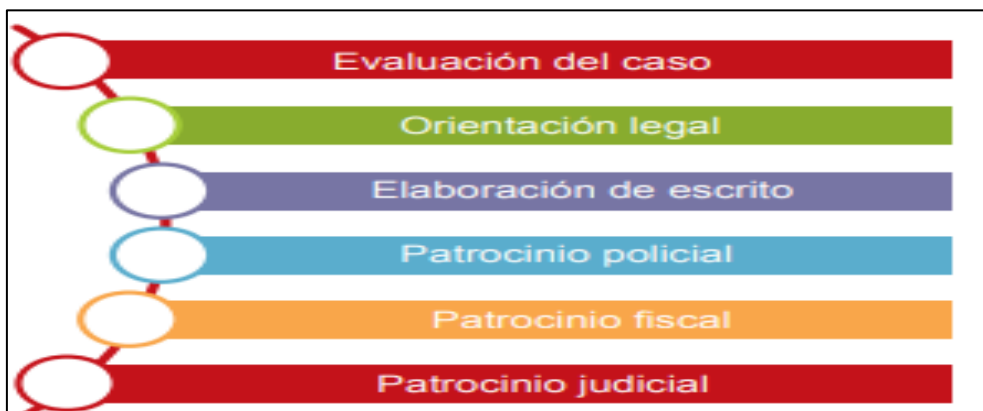 Evaluación del caso
Orientación legal
Elaboración de escrito
Patrocinio policial
Patrocinio fiscal
Patrocinio judicial